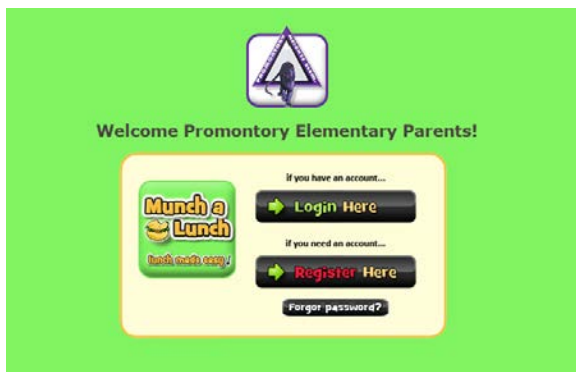 Welcome Promontory Elementary Parents!
if you have an account...
Munch a
Lunch
lunch made easy!
Login Here
if you need an account...
Register Here
Forgot password?